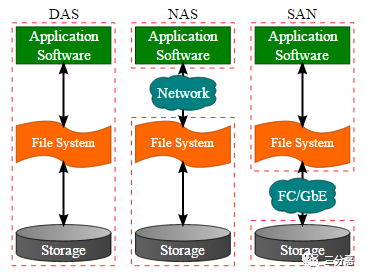 DAS
NAS
SAN
Application
Software
Application
Software
Application
Software
Network
File System
File System
File System
FC/GbE
Storage
Storage
Storage